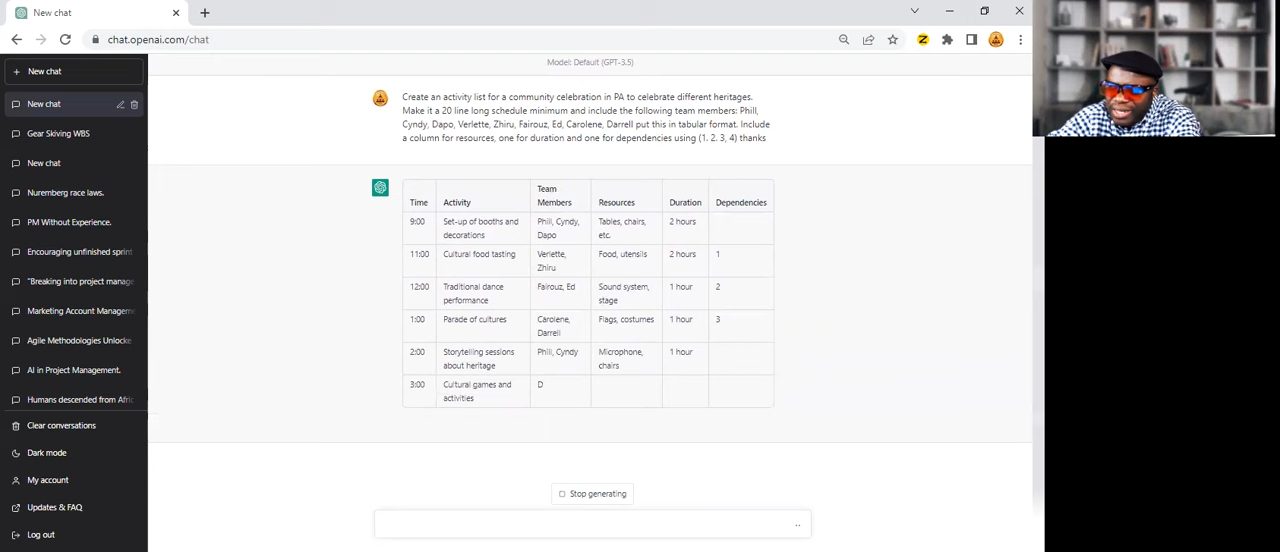 New chat
chat.openai.com/chat
New chat
New chat
Gear Skiving WBS
New chat
Nuremberg race laws.
PM Without Experience.
Encouraging unfinished sprint
"Breaking into project manage
Marketing Account Managem
Agile Methodologies Unlocke
AI in Project Management.
Humans descended from Afri
Clear conversations
Dark mode
My account
Updates & FAQ
Log out
Model: Default (GPT-3.5)
Create an activity list for a community celebration in PA to celebrate different heritages.
Make it a 20 line long schedule minimum and include the following team members: Phill,
Cyndy, Dapo, Verlette, Zhiru, Fairouz, Ed, Carolene, Darrell put this in tabular format. Include
a column for resources, one for duration and one for dependencies using (1. 2. 3, 4) thanks
Team
Time Activity Members Resources Duration Dependencies
9:00 Set-up of booths and Phill, Cyndy, Tables, chairs, 2 hours
decorations Dapo etc.
11:00 Cultural food tasting Verlette, Food, utensils 2 hours 1
Zhiru
12:00 Traditional dance Fairouz, Ed Sound system, 1 hour 2
performance stage
1:00 Parade of cultures Carolene, Flags, costumes 1 hour 3
Darrell
2:00 Storytelling sessions Phill, Cyndy Microphone, 1 hour
about heritage chairs
3:00 Cultural games and D
activities
Stop generating